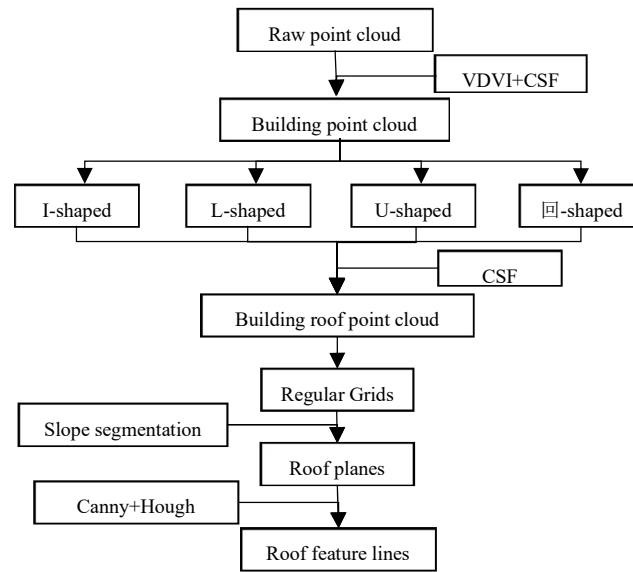 Raw point cloud
VDVI+CSF
Building point cloud
I-shaped
L-shaped
U-shaped
回-shaped
CSF
Building roof point cloud
Regular Grids
Slope segmentation
Roof planes
Canny+Hough
Roof feature lines